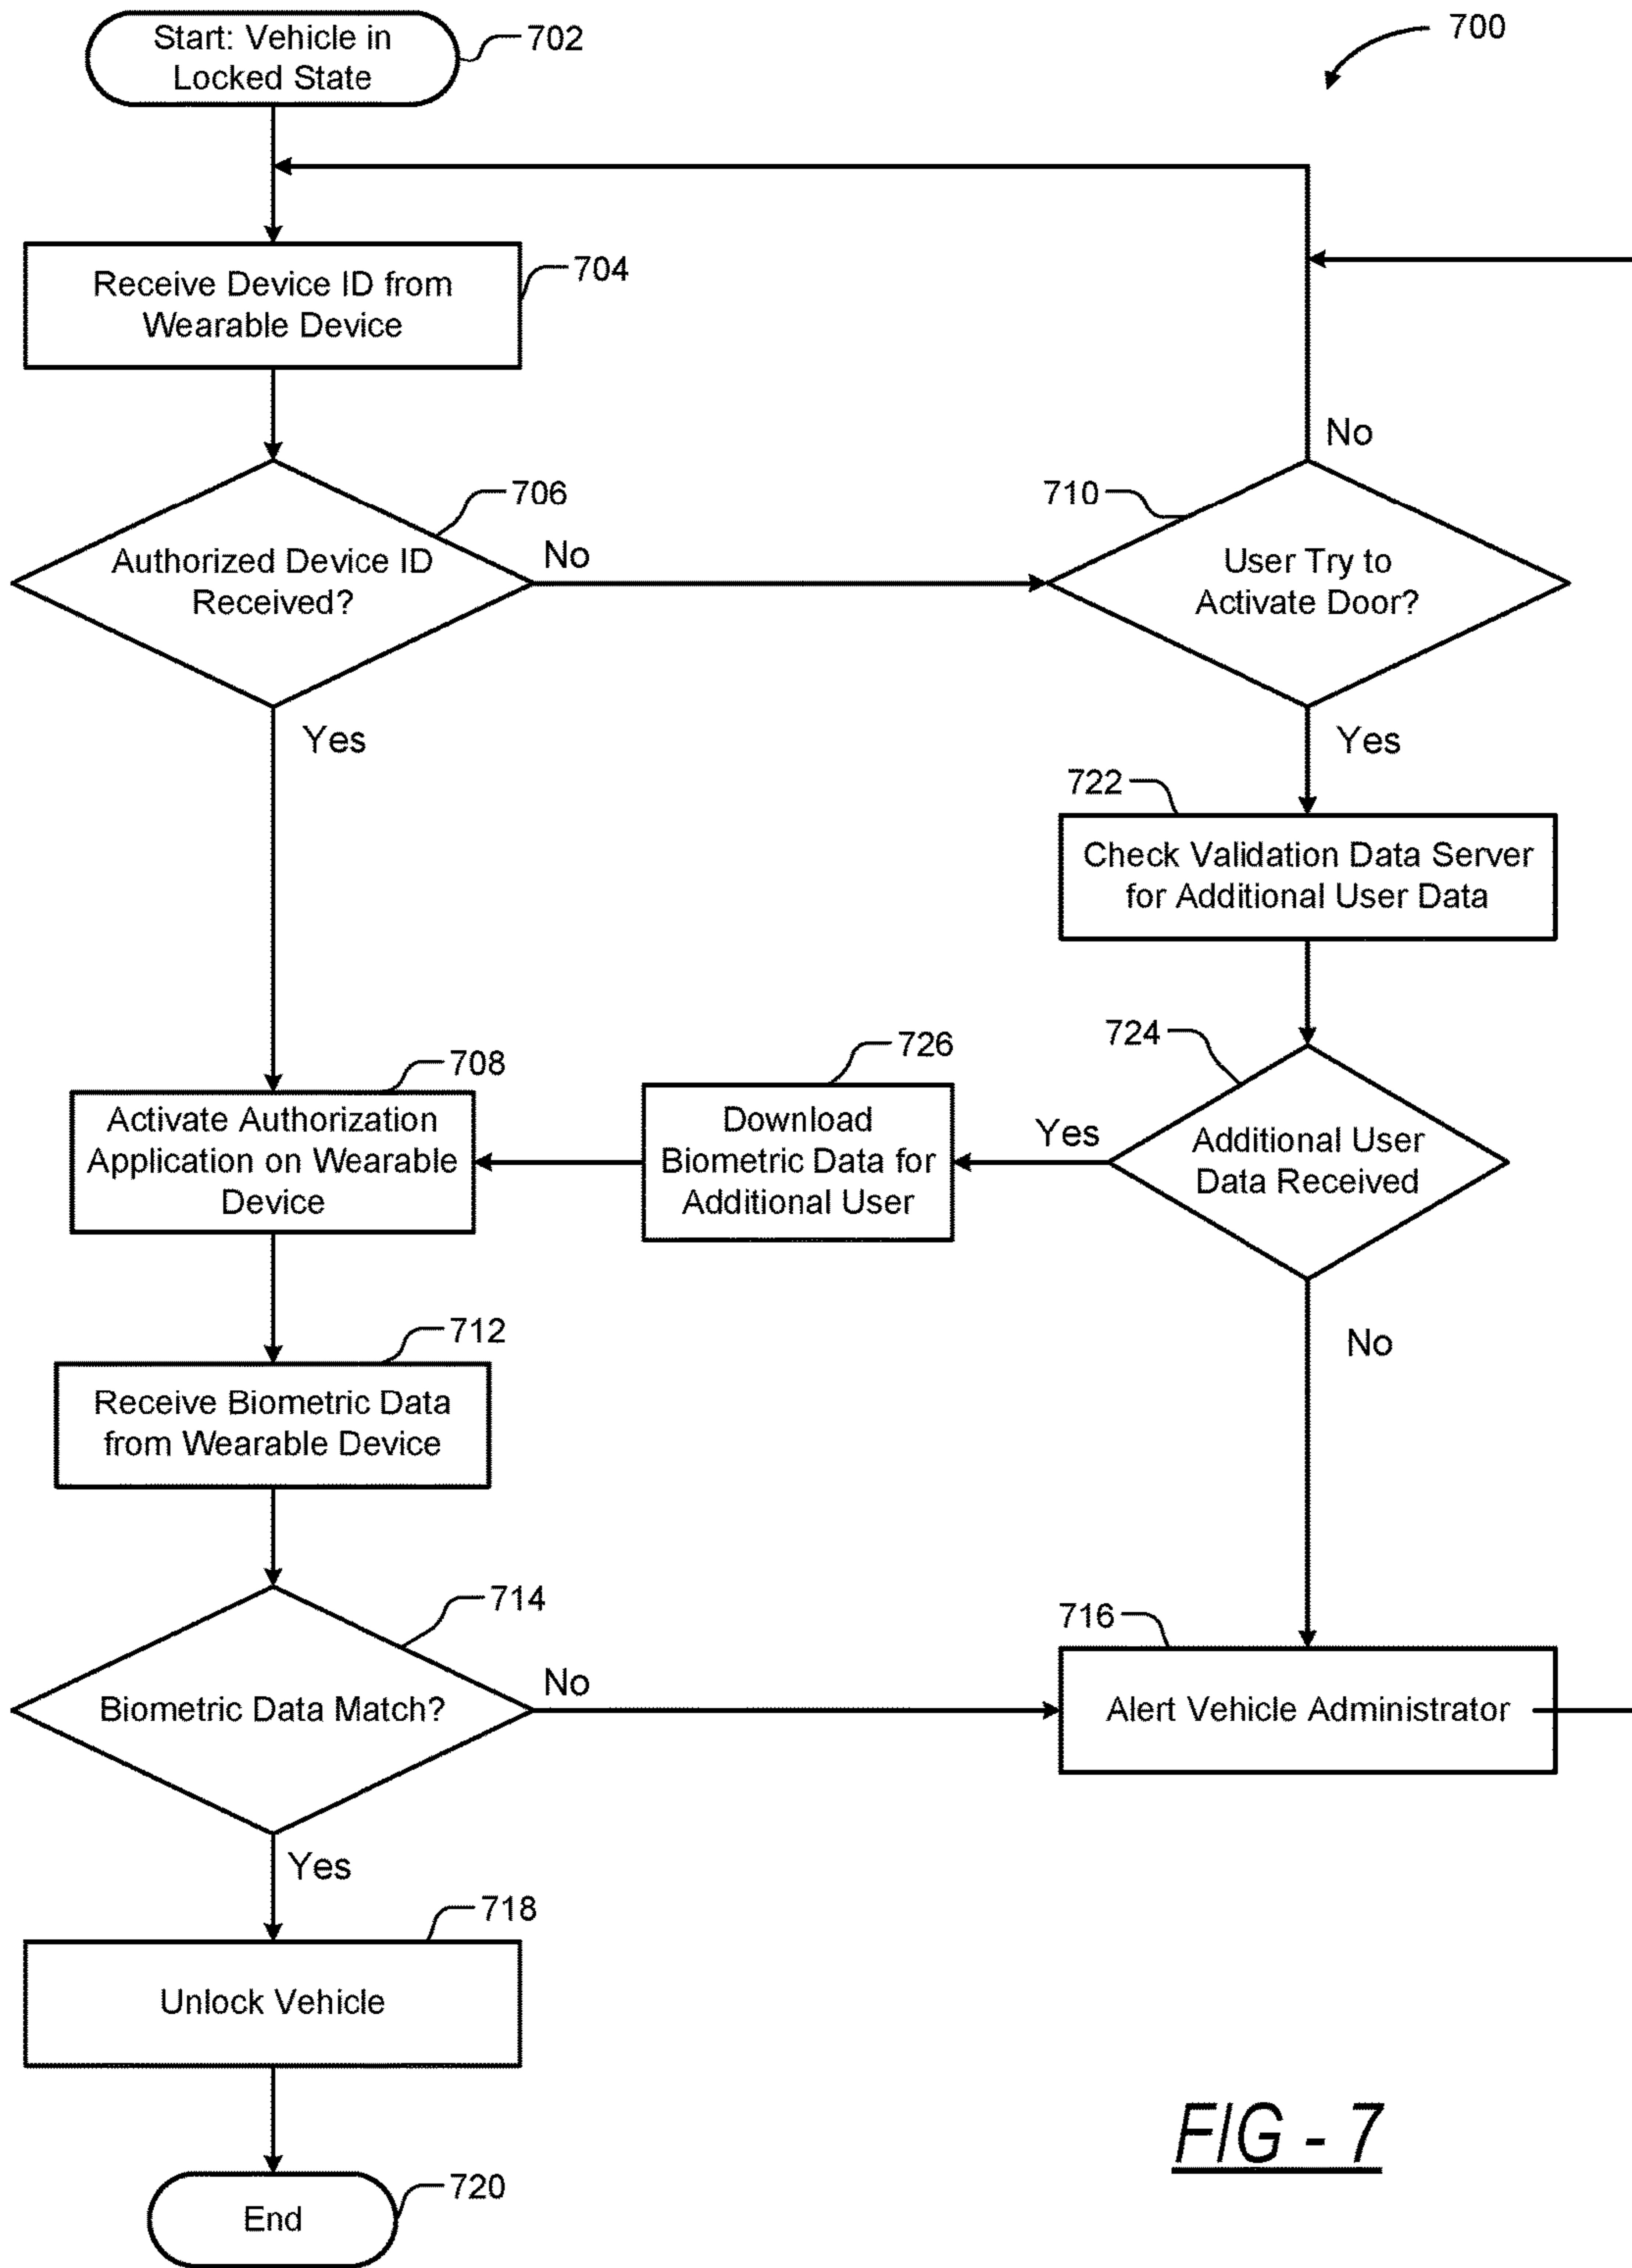 Start: Vehicle in
Locked State
702
700
Receive Device ID from
Wearable Device
704
No
706
710
Authorized Device ID
Received?
No
User Try to
Activate Door?
Yes
Yes
722
Check Validation Data Server
for Additional User Data
724
726
708
Activate Authorization
Application on Wearable
Device
Download
Biometric Data for
Additional User
Yes
Additional User
Data Received
712
No
Receive Biometric Data
from Wearable Device
714
716
No
Biometric Data Match?
Alert Vehicle Administrator
Yes
718
Unlock Vehicle
FIG - 7
720
End